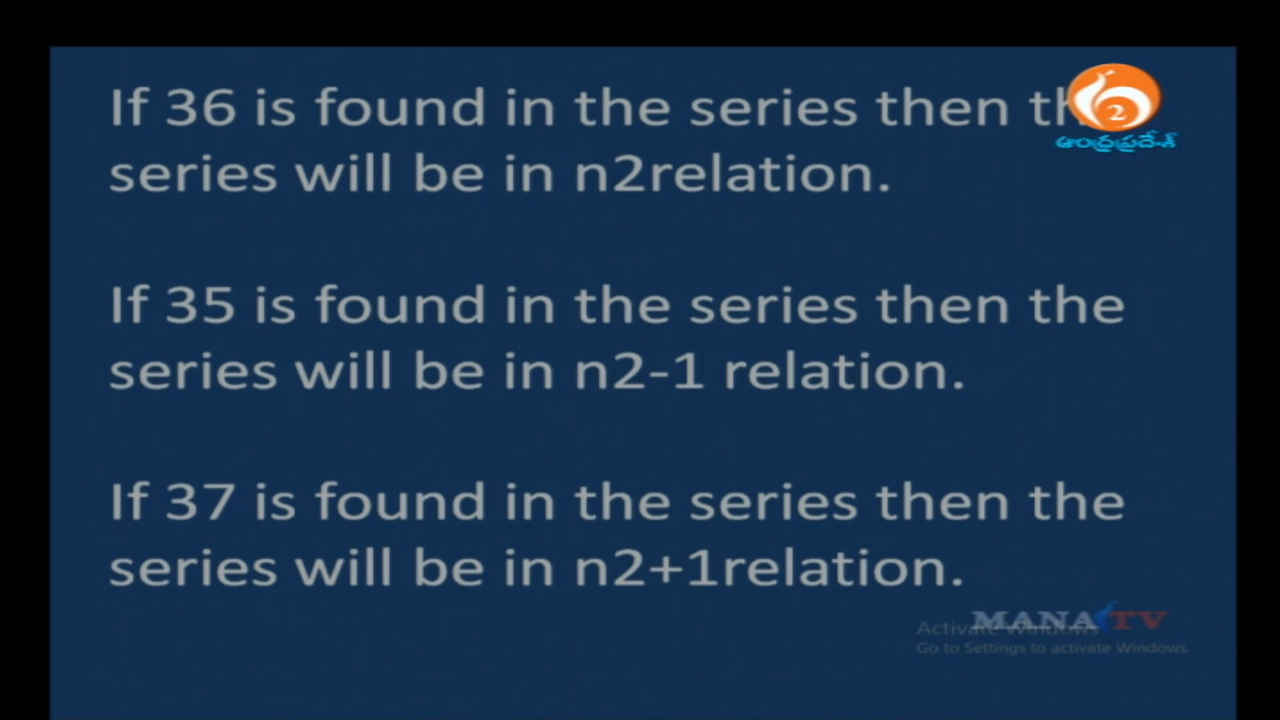 If 36 is found in the series then th
series will be in n2relation.
If 35 is found in the series then the
series will be in n2-1 relation.
If 37 is found in the series then the
series will be in n2+1relation.
2
ఆంధ్రప్రదేశ్
MANA TV
Activate Windows
Go to Settings to activate Windows.